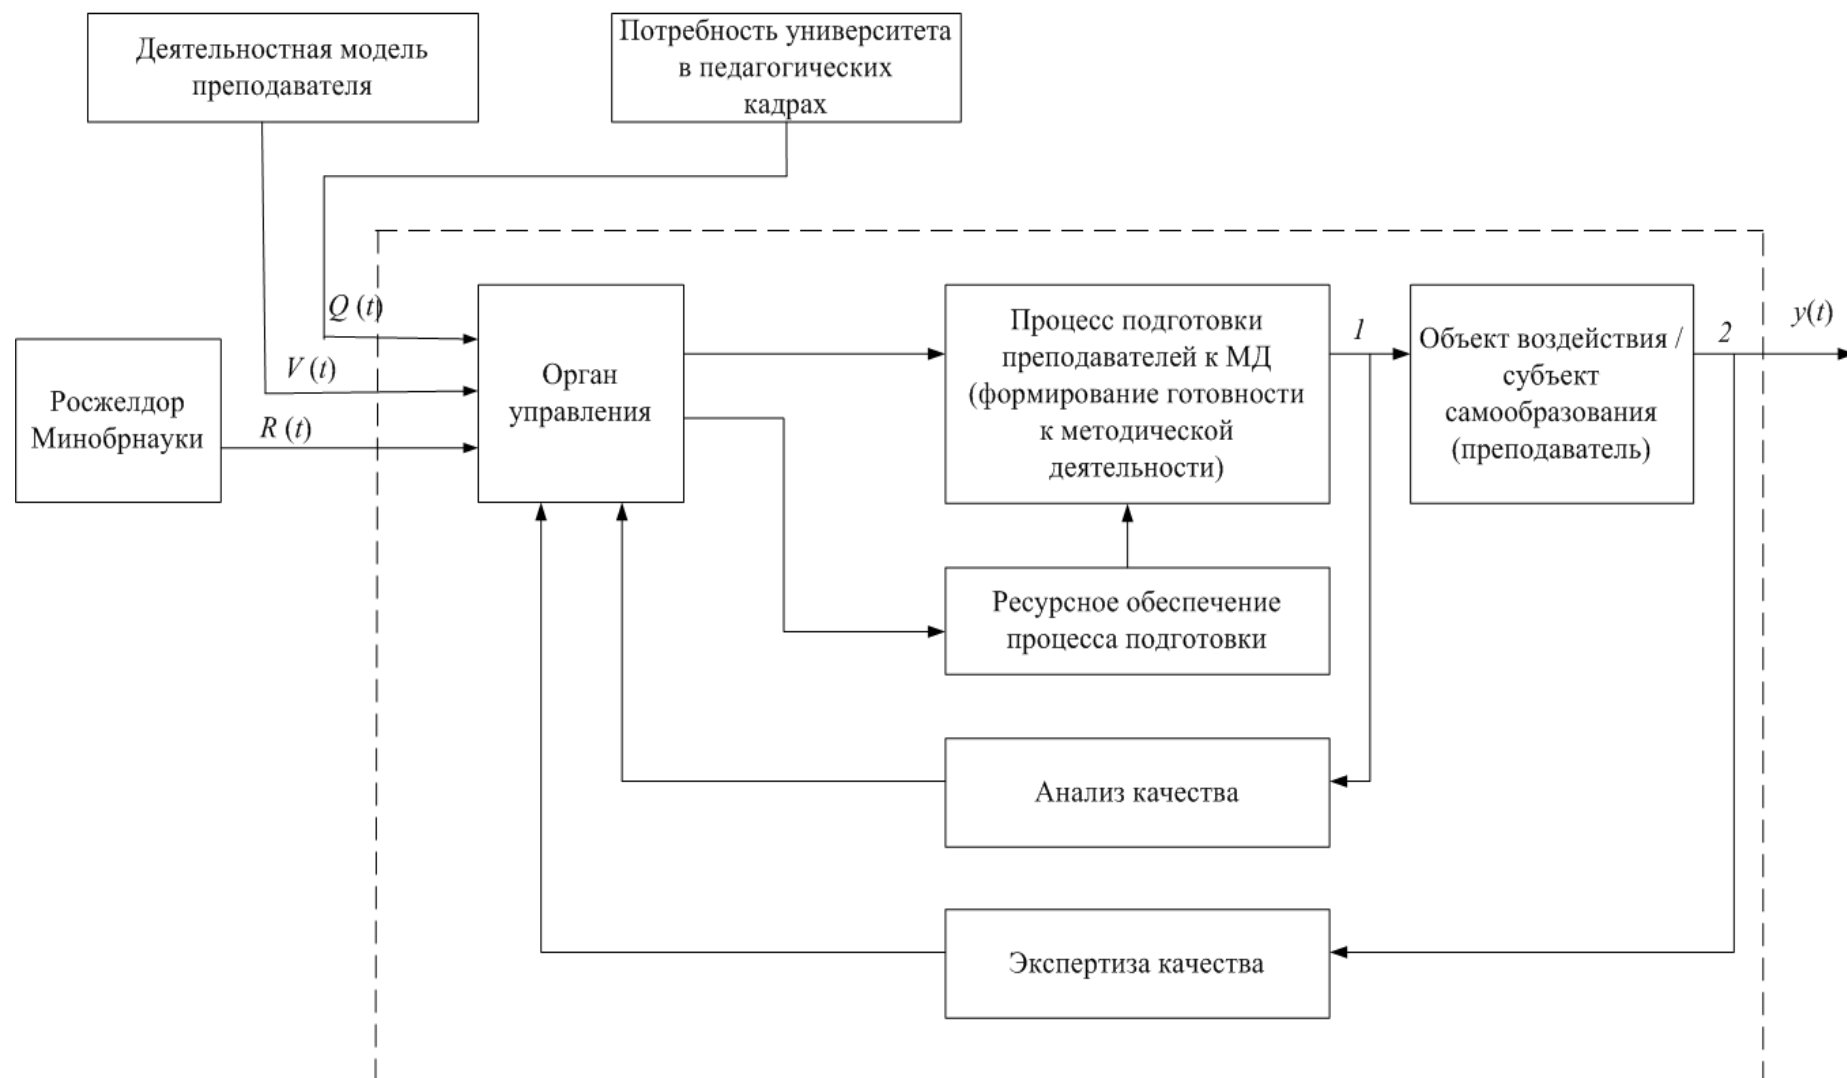 Деятельностная модель
преподавателя
Потребность университета
в педагогических
кадрах
Q (t)
V (t)
R (t)
Росжелдор
Минобрнауки
Орган
управления
Процесс подготовки
преподавателей к МД
(формирование готовности
к методической
деятельности)
1
Объект воздействия /
субъект
самообразования
(преподаватель)
2
y(t)
Ресурсное обеспечение
процесса подготовки
Анализ качества
Экспертиза качества